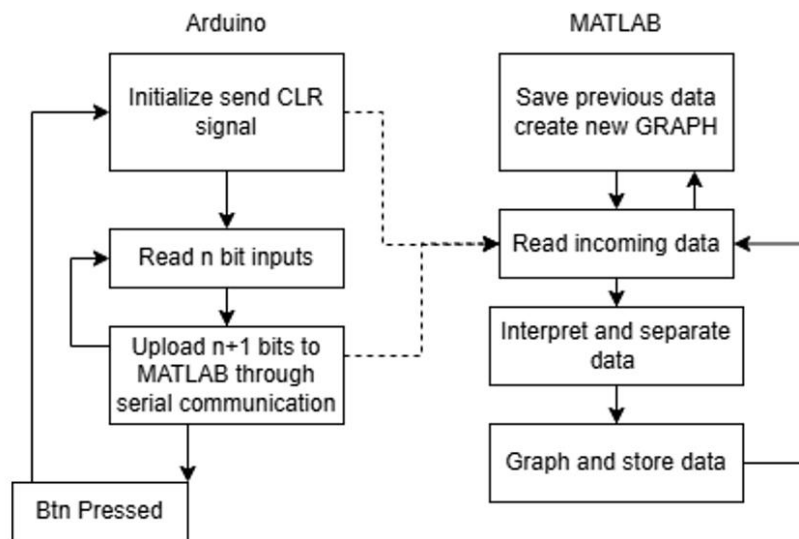 Arduino
MATLAB
Initialize send CLR
signal
Save previous data
create new GRAPH
Read n bit inputs
Read incoming data
Upload n+1 bits to
MATLAB through
serial communication
Interpret and separate
data
Btn Pressed
Graph and store data